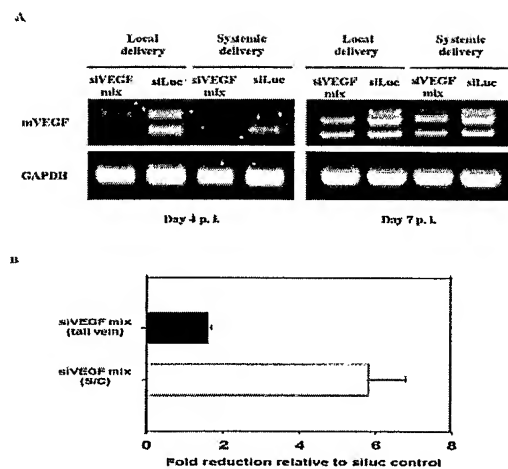 A
Local delivery Systemic delivery Local delivery Systemic delivery
siVEGF mix siLuc siVEGF mix siLuc siVEGF mix siLuc siVEGF mix siLuc
mVEGF
GAPDH
Day 4 p. i. Day 7 p. i.
B
siVEGF mix
(tail vein)
siVEGF mix
(S/C)
0 2 4 6 8
Fold reduction relative to siluc control